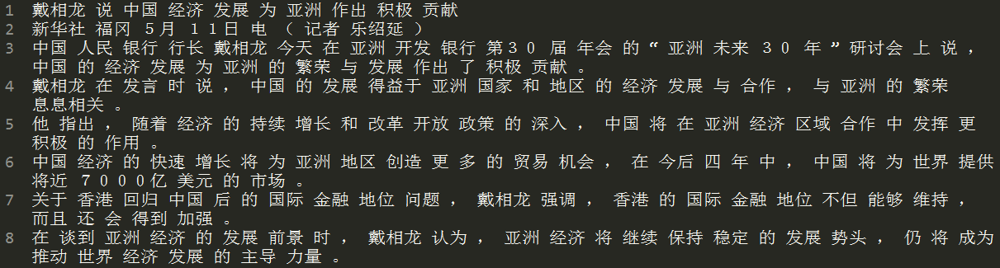 1 戴相龙 说 中国 经济 发展 为 亚洲 作出 积极 贡献
2 新华社 福冈 5月 11日 电 （ 记者 乐绍延 ）
3 中国 人民 银行 行长 戴相龙 今天 在 亚洲 开发 银行 第30 届 年会 的 “ 亚洲 未来 30 年 ” 研讨会 上 说 ，
中国 的 经济 发展 为 亚洲 的 繁荣 与 发展 作出 了 积极 贡献 。
4 戴相龙 在 发言 时 说 ， 中国 的 发展 得益于 亚洲 国家 和 地区 的 经济 发展 与 合作 ， 与 亚洲 的 繁荣
息息相关 。
5 他 指出 ， 随着 经济 的 持续 增长 和 改革 开放 政策 的 深入 ， 中国 将 在 亚洲 经济 区域 合作 中 发挥 更
积极 的 作用 。
6 中国 经济 的 快速 增长 将 为 亚洲 地区 创造 更 多 的 贸易 机会 ， 在 今后 四 年 中 ， 中国 将 为 世界 提供
将近 7000亿 美元 的 市场 。
7 关于 香港 回归 中国 后 的 国际 金融 地位 问题 ， 戴相龙 强调 ， 香港 的 国际 金融 地位 不但 能够 维持 ，
而且 还 会 得到 加强 。
8 在 谈到 亚洲 经济 的 发展 前景 时 ， 戴相龙 认为 ， 亚洲 经济 将 继续 保持 稳定 的 发展 势头 ， 仍 将 成为
推动 世界 经济 发展 的 主导 力量 。